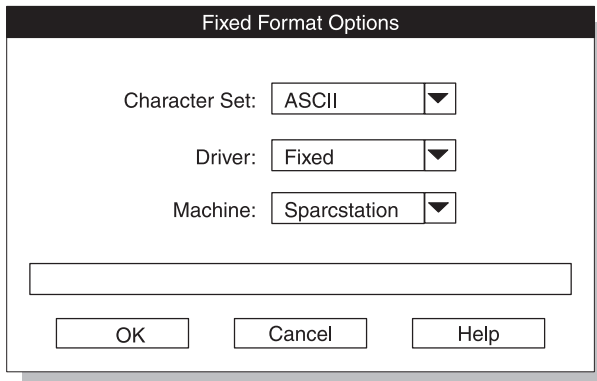 Fixed Format Options
Character Set: ASCII
Driver: Fixed
Machine: Sparcstation
OK Cancel Help